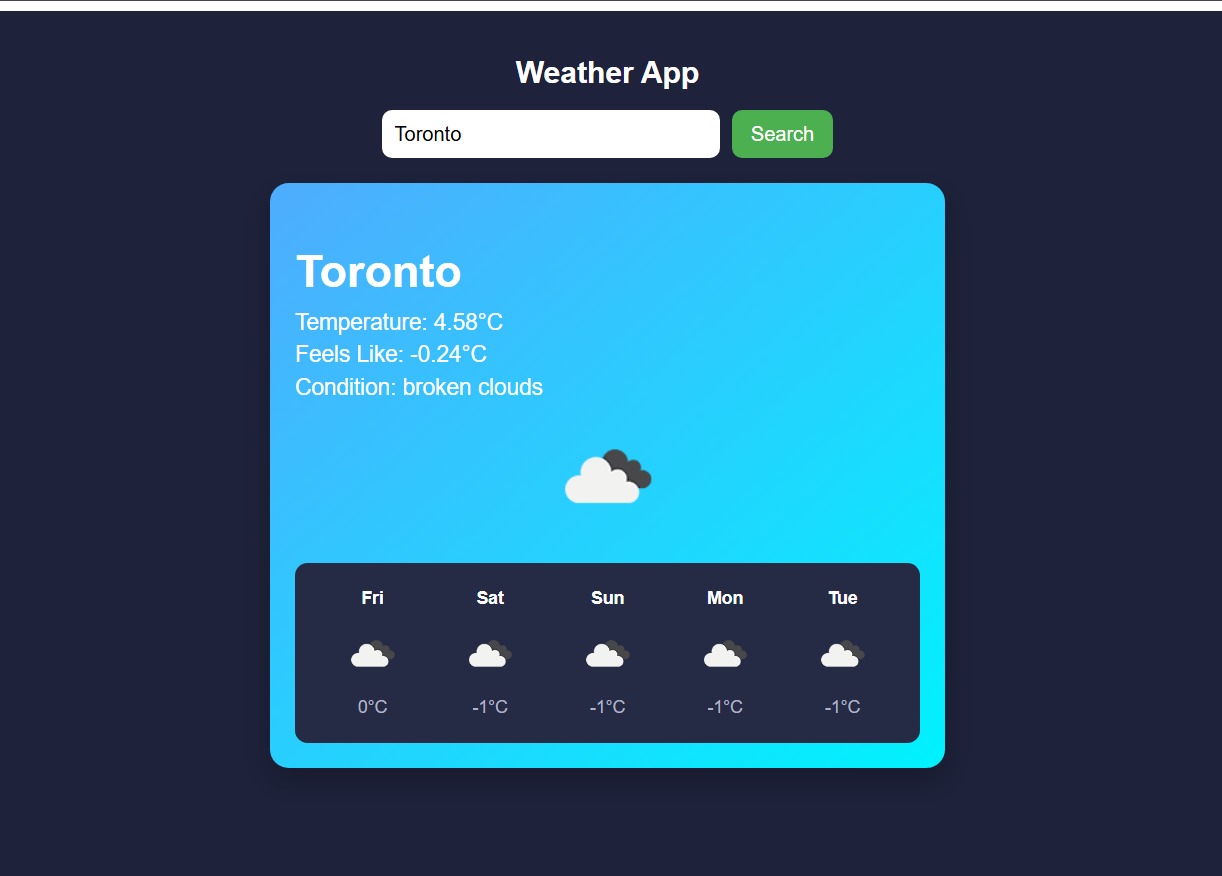 Weather App
Toronto
Search
Toronto
Temperature: 4.58°C
Feels Like: -0.24°C
Condition: broken clouds
Fri Sat Sun Mon Tue
0°C -1°C -1°C -1°C -1°C